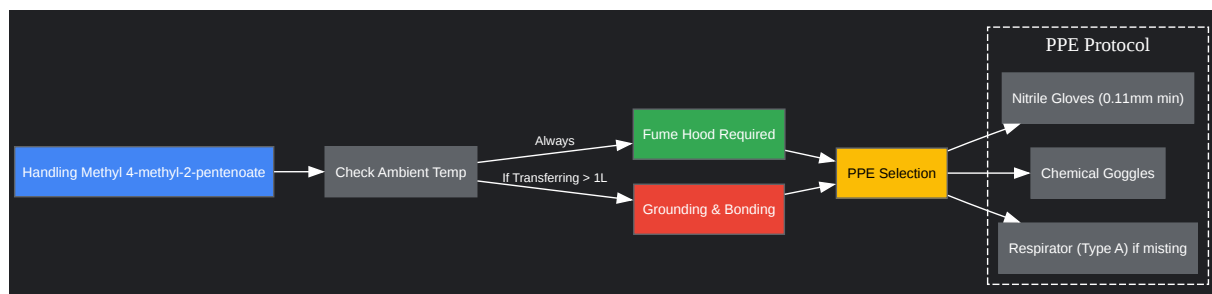 Handling Methyl 4-methyl-2-pentenoate
Check Ambient Temp
Always
If Transferring > 1L
Fume Hood Required
Grounding & Bonding
PPE Selection
PPE Protocol
Nitrile Gloves (0.11mm min)
Chemical Goggles
Respirator (Type A) if misting